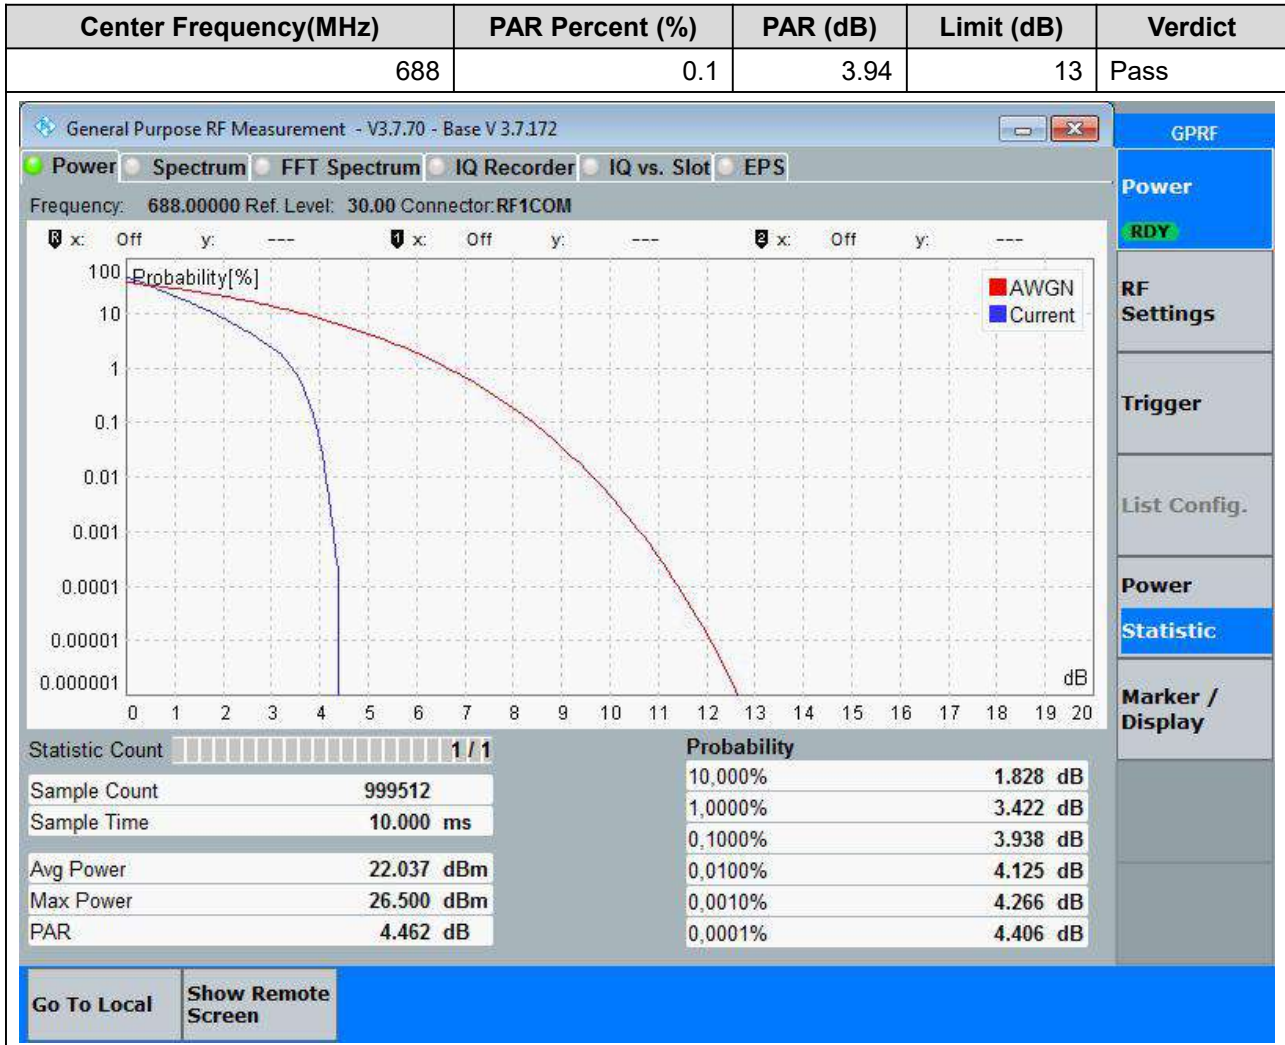 Center Frequency(MHz) PAR Percent (%) PAR (dB) Limit (dB) Verdict
688 0.1 3.94 13 Pass
General Purpose RF Measurement - V3.7.70 - Base V 3.7.172
GPRF
Power Spectrum FFT Spectrum IQ Recorder IQ vs. Slot EPS
Power
RDY
Frequency: 688.00000 Ref. Level: 30.00 Connector: RF1COM
R x: Off y: --- 1 x: Off y: --- 2 x: Off y: ---
Probability[%]
AWGN
Current
100
10
1
0.1
0.01
0.001
0.0001
0.00001
0.000001
dB
0 1 2 3 4 5 6 7 8 9 10 11 12 13 14 15 16 17 18 19 20
RF
Settings
Trigger
List Config.
Power
Statistic
Marker /
Display
Statistic Count 1 / 1
Sample Count 999512
Sample Time 10.000 ms
Avg Power 22.037 dBm
Max Power 26.500 dBm
PAR 4.462 dB
Probability
10,000% 1.828 dB
1,0000% 3.422 dB
0,1000% 3.938 dB
0,0100% 4.125 dB
0,0010% 4.266 dB
0,0001% 4.406 dB
Go To Local
Show Remote
Screen